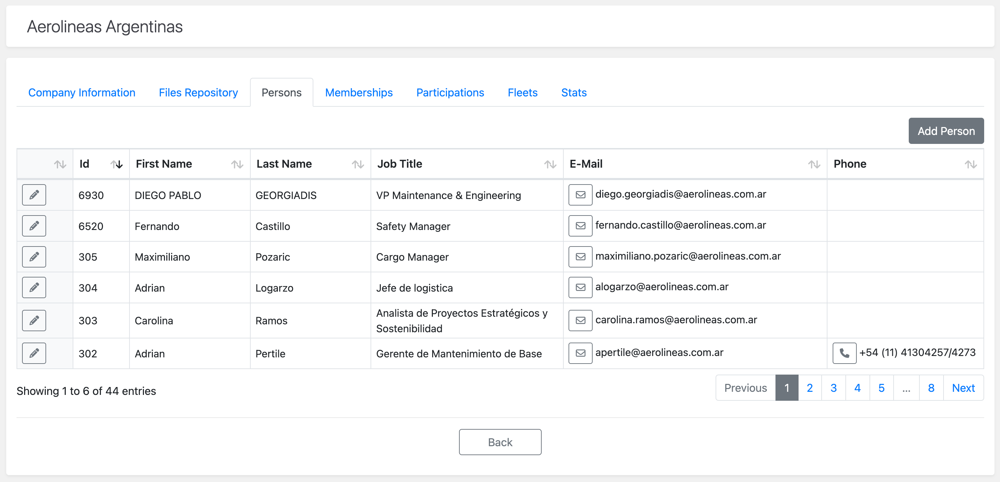 Aerolineas Argentinas
Company Information Files Repository Persons Memberships Participations Fleets Stats
Add Person
Id First Name Last Name Job Title E-Mail Phone
6930 DIEGO PABLO GEORGIADIS VP Maintenance & Engineering diego.georgiadis@aerolineas.com.ar
6520 Fernando Castillo Safety Manager fernando.castillo@aerolineas.com.ar
305 Maximiliano Pozaric Cargo Manager maximiliano.pozaric@aerolineas.com.ar
304 Adrian Logarzo Jefe de logistica alogarzo@aerolineas.com.ar
303 Carolina Ramos Analista de Proyectos Estratégicos y
Sostenibilidad carolina.ramos@aerolineas.com.ar
302 Adrian Pertile Gerente de Mantenimiento de Base apertile@aerolineas.com.ar +54 (11) 41304257/4273
Showing 1 to 6 of 44 entries
Previous 1 2 3 4 5 ... 8 Next
Back